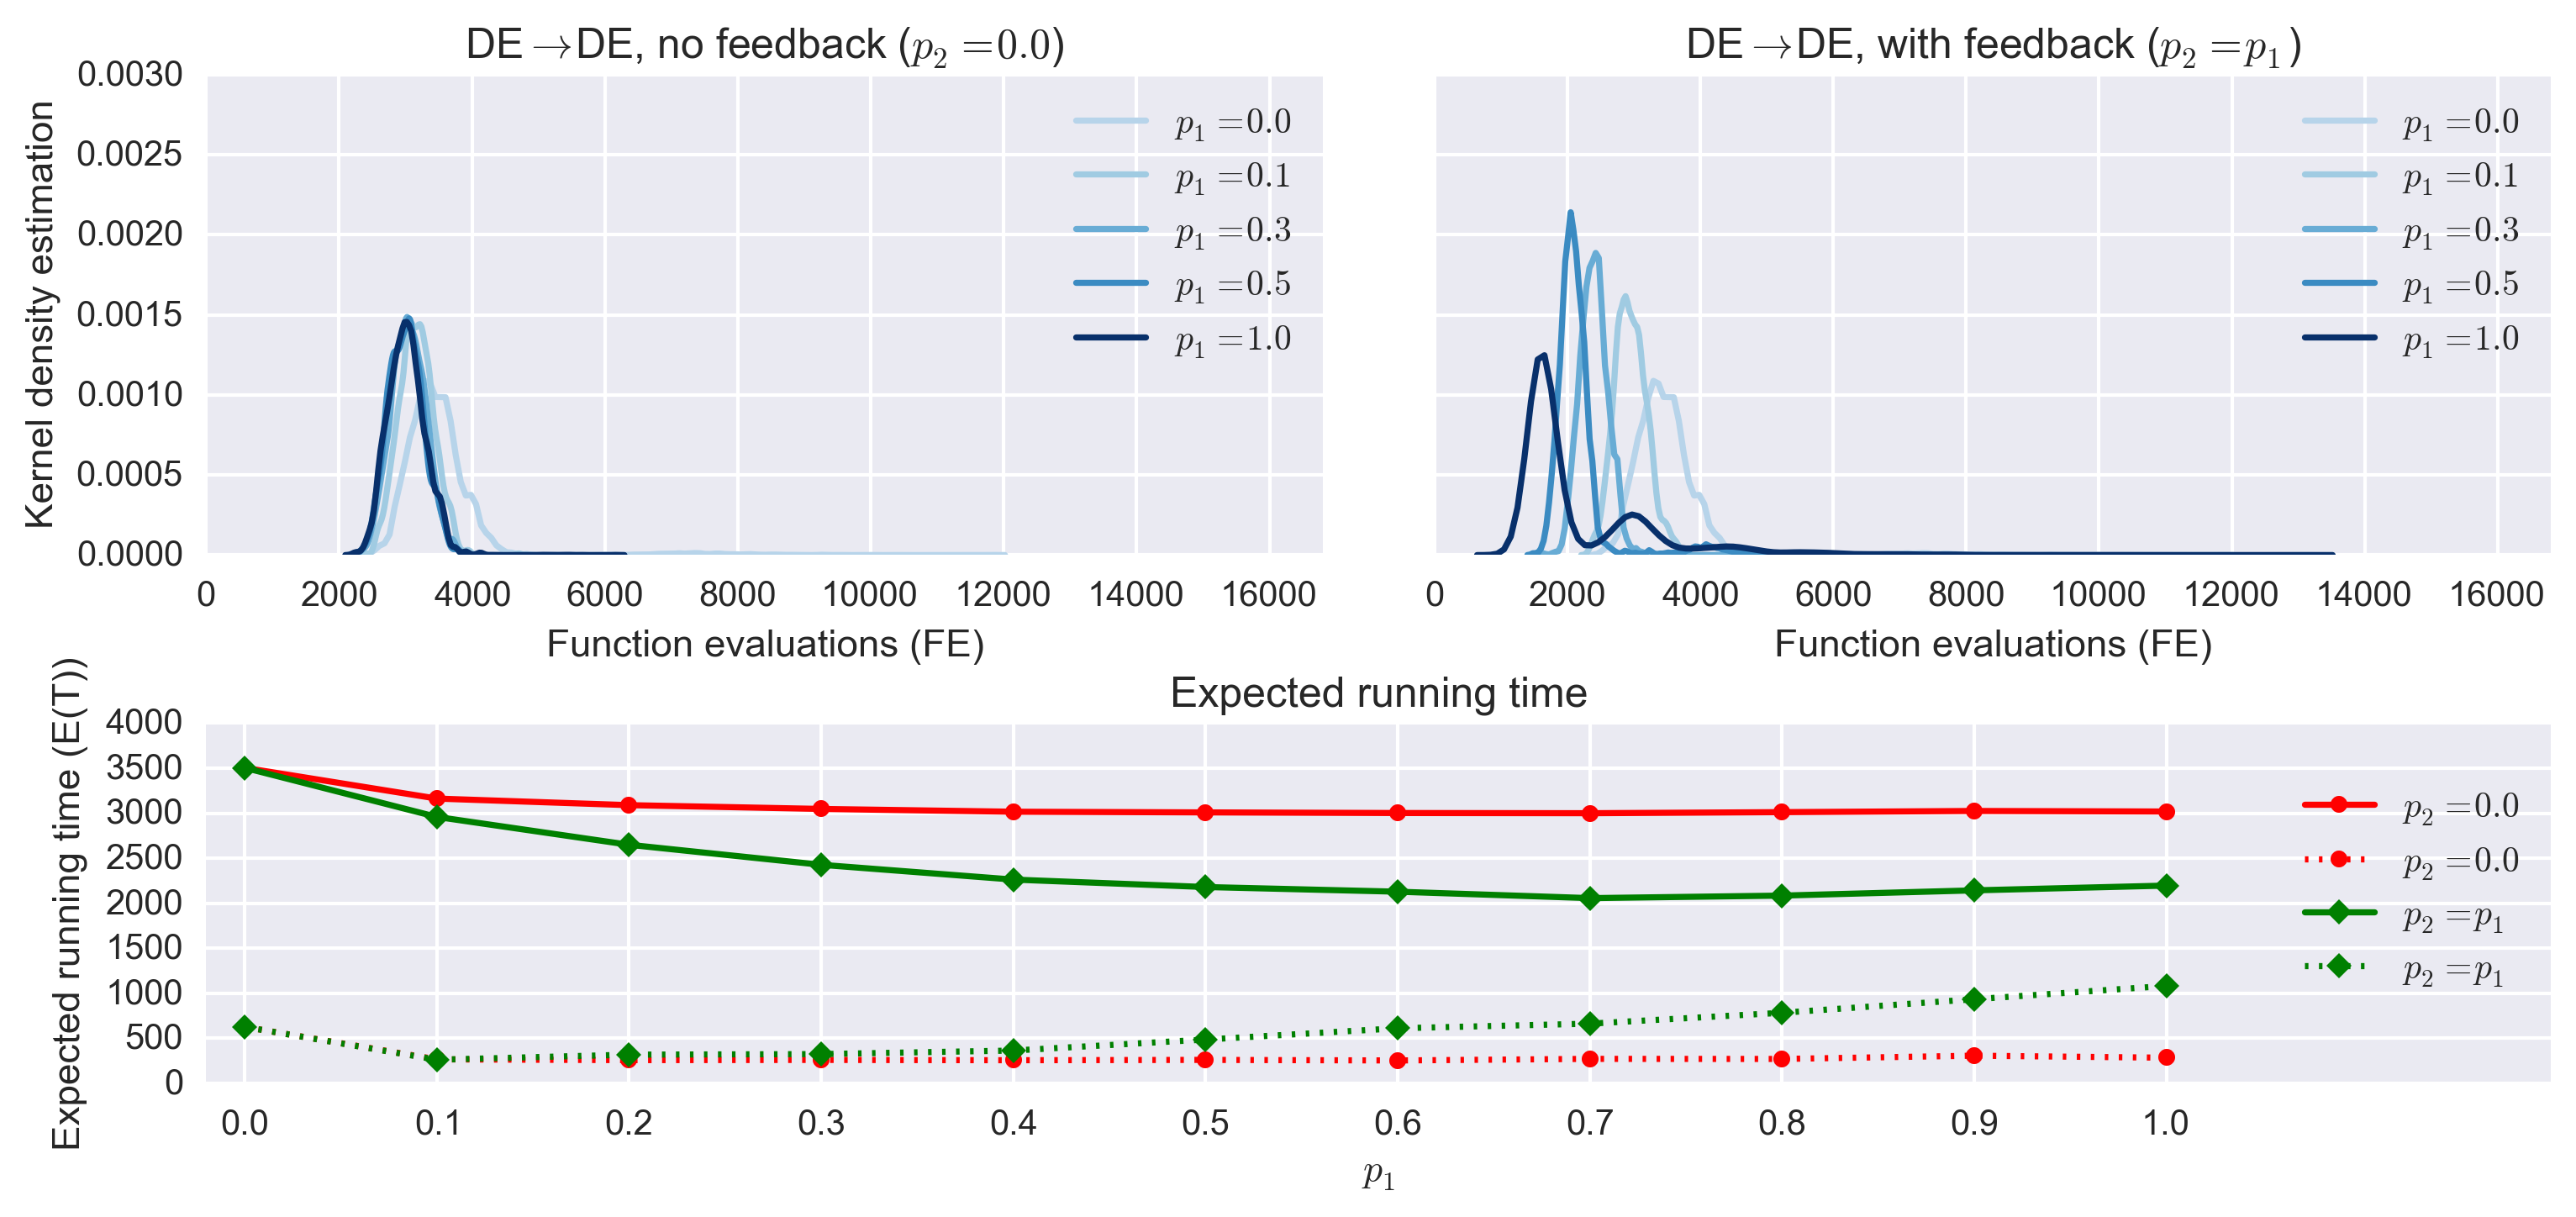 DE→DE, no feedback (p₂ = 0.0)
Kernel density estimation
0.0030
0.0025
0.0020
0.0015
0.0010
0.0005
0.0000
p₁ = 0.0
p₁ = 0.1
p₁ = 0.3
p₁ = 0.5
p₁ = 1.0
0 2000 4000 6000 8000 10000 12000 14000 16000
Function evaluations (FE)
DE→DE, with feedback (p₂ = p₁)
p₁ = 0.0
p₁ = 0.1
p₁ = 0.3
p₁ = 0.5
p₁ = 1.0
0 2000 4000 6000 8000 10000 12000 14000 16000
Function evaluations (FE)
Expected running time
Expected running time (E(T))
4000
3500
3000
2500
2000
1500
1000
500
0
p₂ = 0.0
p₂ = 0.0
p₂ = p₁
p₂ = p₁
0.0 0.1 0.2 0.3 0.4 0.5 0.6 0.7 0.8 0.9 1.0
p₁